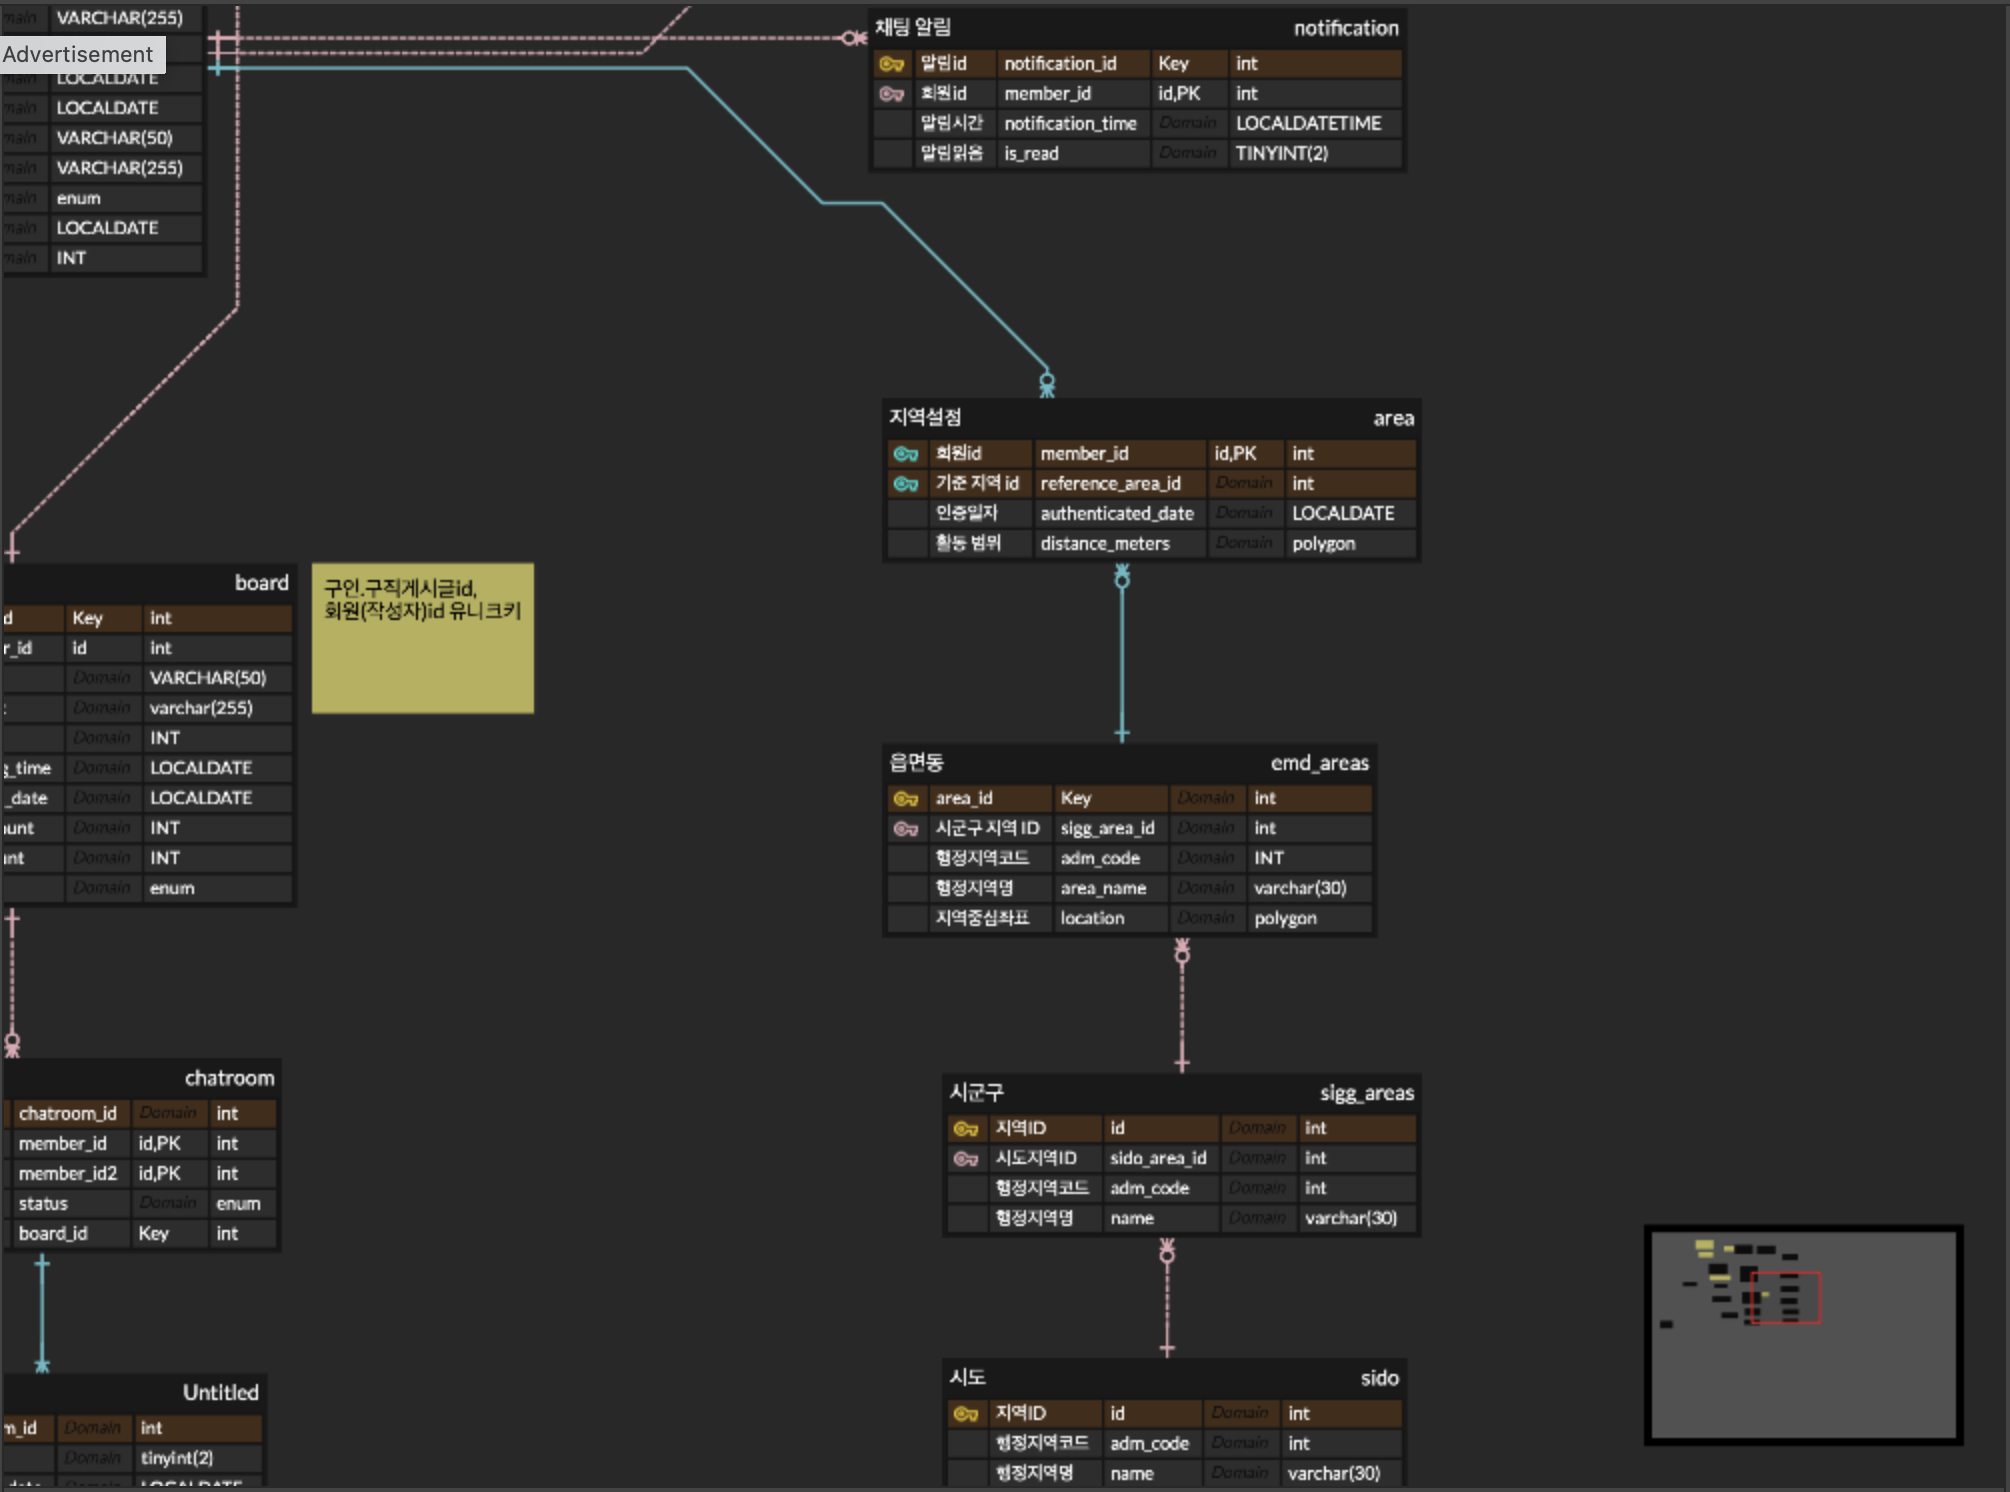 VARCHAR(255)
Advertisement
LOCALDATE
LOCALDATE
VARCHAR(50)
VARCHAR(255)
enum
LOCALDATE
INT
채팅 알림 notification
알림id notification_id Key int
회원id member_id id,PK int
알림시간 notification_time Domain LOCALDATETIME
알림읽음 is_read Domain TINYINT(2)
지역설정 area
회원id member_id id,PK int
기준 지역 id reference_area_id Domain int
인증일자 authenticated_date Domain LOCALDATE
활동 범위 distance_meters Domain polygon
board
d Key int
r_id id int
Domain VARCHAR(50)
Domain varchar(255)
Domain INT
g_time Domain LOCALDATE
_date Domain LOCALDATE
unt Domain INT
nt Domain INT
Domain enum
구인.구직게시글id,
회원(작성자)id 유니크키
읍면동 emd_areas
area_id Key Domain int
시군구 지역 ID sigg_area_id Domain int
행정지역코드 adm_code Domain INT
행정지역명 area_name Domain varchar(30)
지역중심좌표 location Domain polygon
chatroom
chatroom_id Domain int
member_id id,PK int
member_id2 id,PK int
status Domain enum
board_id Key int
시군구 sigg_areas
지역ID id Domain int
시도지역ID sido_area_id Domain int
행정지역코드 adm_code Domain int
행정지역명 name Domain varchar(30)
Untitled
m_id Domain int
Domain tinyint(2)
LOCALDATE
시도 sido
지역ID id Domain int
행정지역코드 adm_code Domain int
행정지역명 name Domain varchar(30)